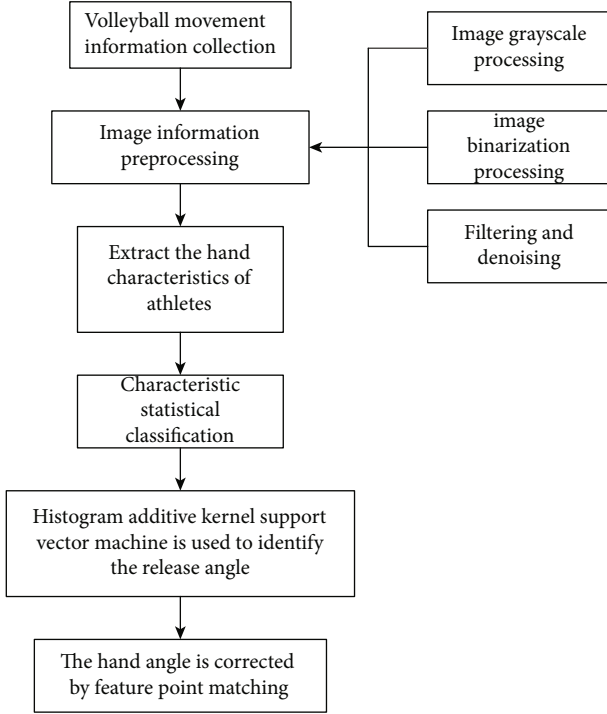 Volleyball movement
information collection
Image information
preprocessing
Extract the hand
characteristics of
athletes
Characteristic
statistical
classification
Histogram additive kernel support
vector machine is used to identify
the release angle
The hand angle is corrected
by feature point matching
Image grayscale
processing
image
binarization
processing
Filtering and
denoising